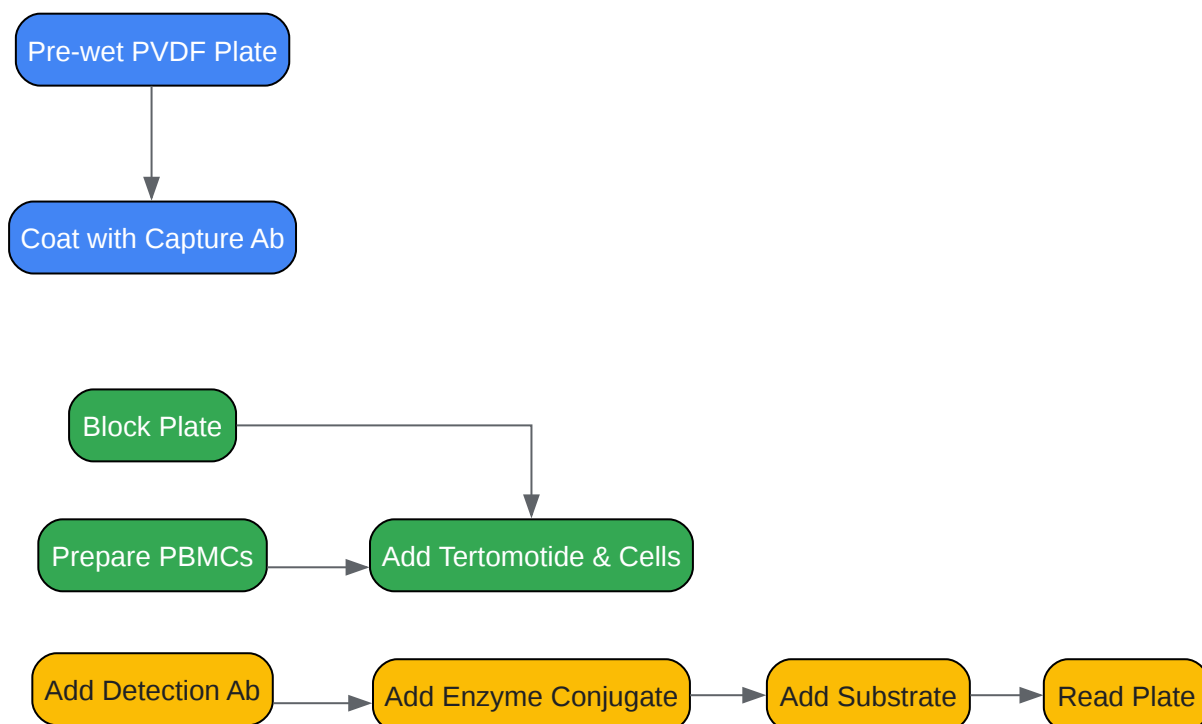 Pre-wet PVDF Plate
Coat with Capture Ab
Block Plate
Prepare PBMCs
Add Tertomotide & Cells
Add Detection Ab
Add Enzyme Conjugate
Add Substrate
Read Plate